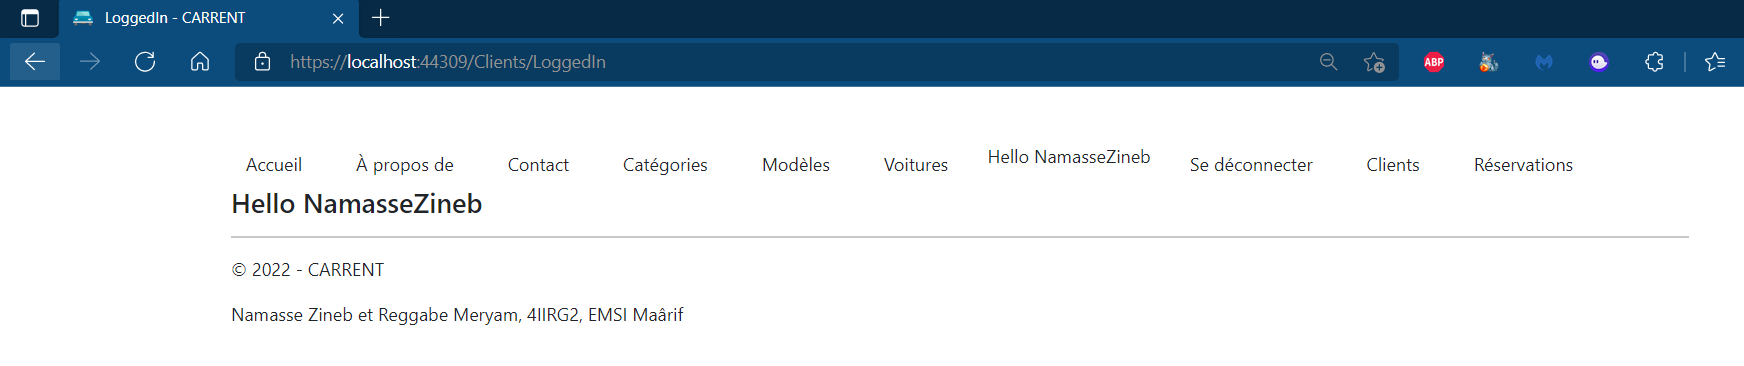 LoggedIn - CARRENT
https://localhost:44309/Clients/LoggedIn
ABP
Accueil À propos de Contact Catégories Modèles Voitures Hello NamasseZineb Se déconnecter Clients Réservations
Hello NamasseZineb
© 2022 - CARRENT
Namasse Zineb et Reggabe Meryam, 4IIRG2, EMSI Maârif